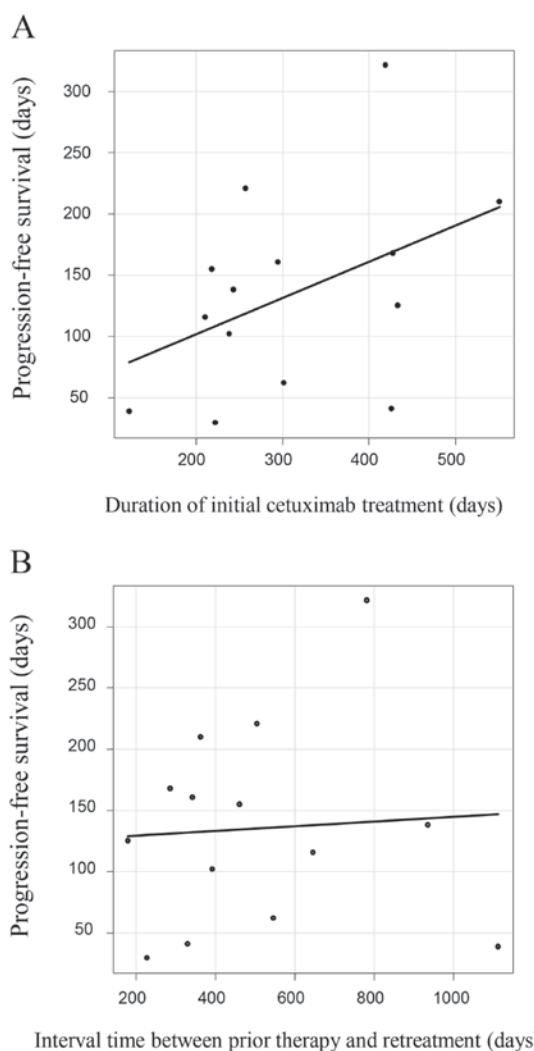 A
Progression-free survival (days)
300
250
200
150
100
50
200 300 400 500
Duration of initial cetuximab treatment (days)
B
Progression-free survival (days)
300
250
200
150
100
50
200 400 600 800 1000
Interval time between prior therapy and retreatment (days